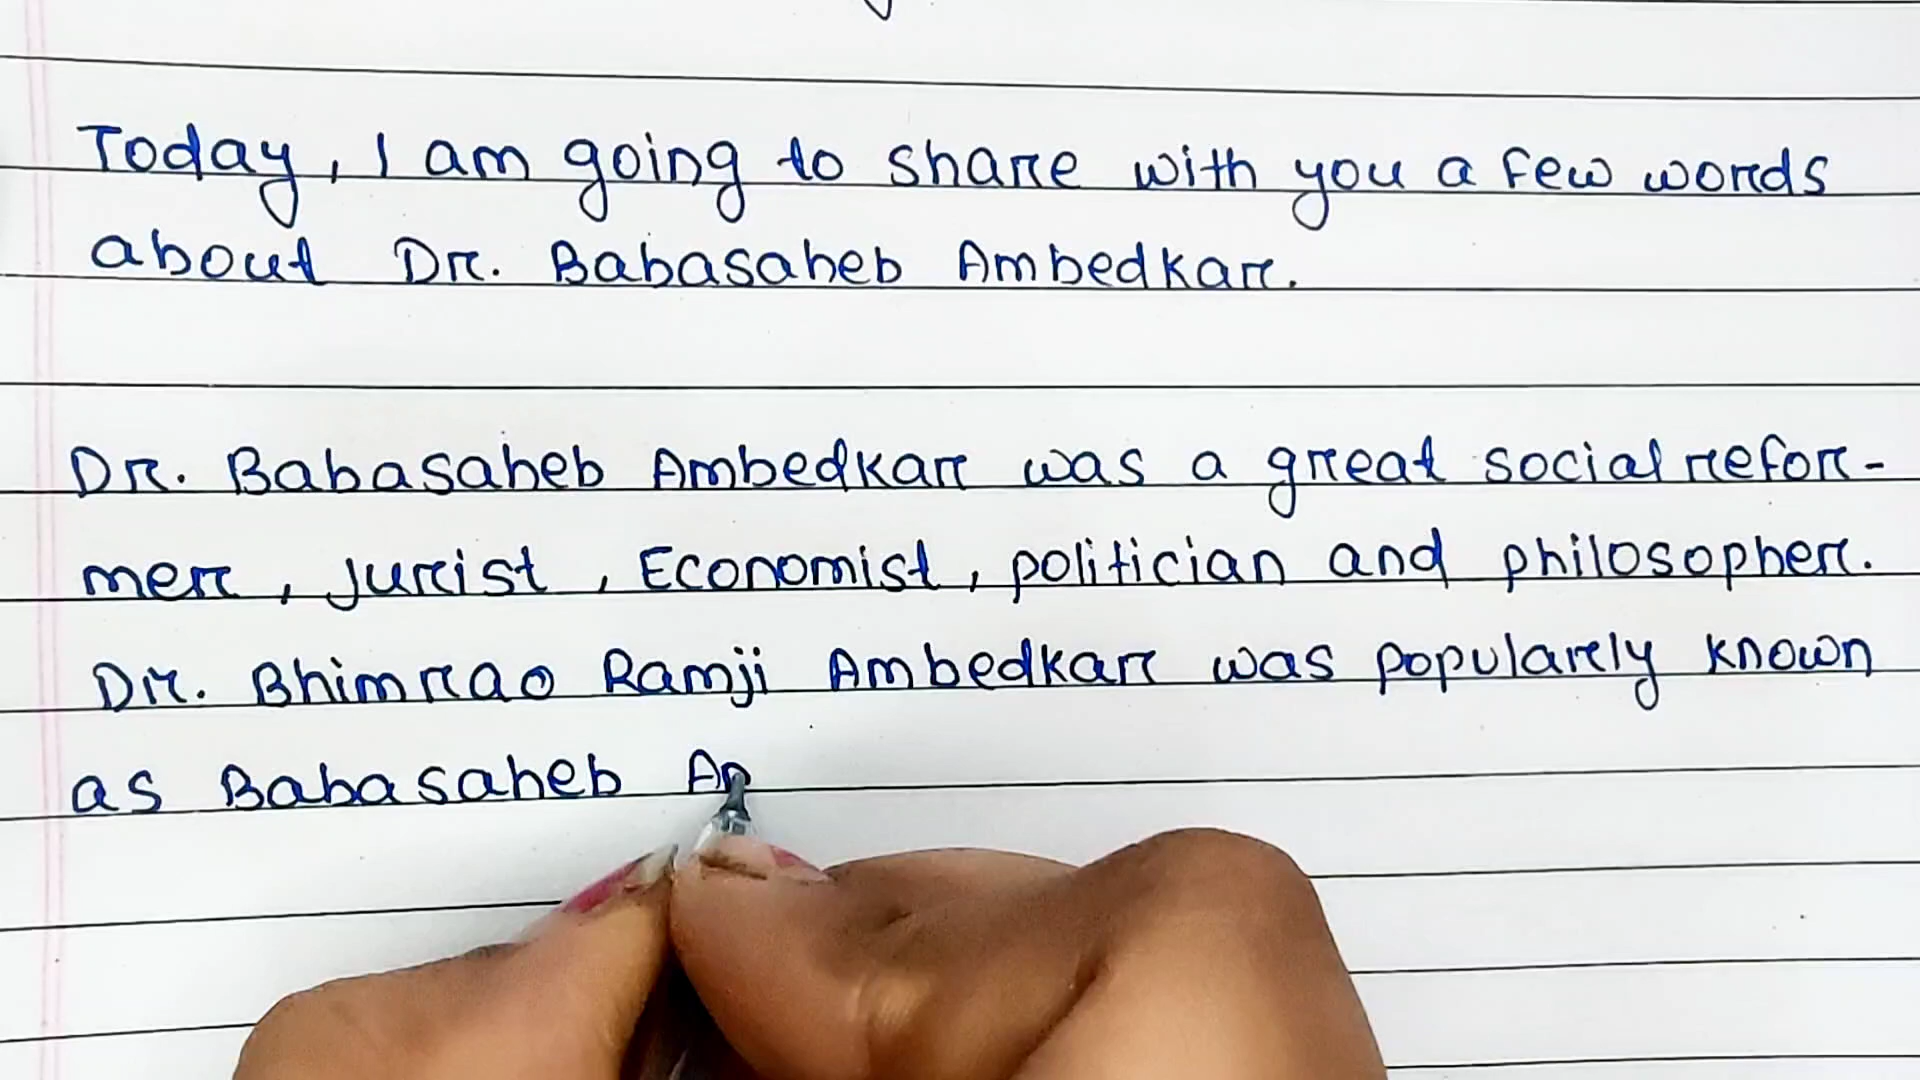 Today, I am going to share with you a few words
about Dr. Babasaheb Ambedkar.
Dr. Babasaheb Ambedkar was a great social refor-
mer, jurist, Economist, politician and philosopher.
Dr. Bhimrao Ramji Ambedkar was popularly known
as Babasaheb